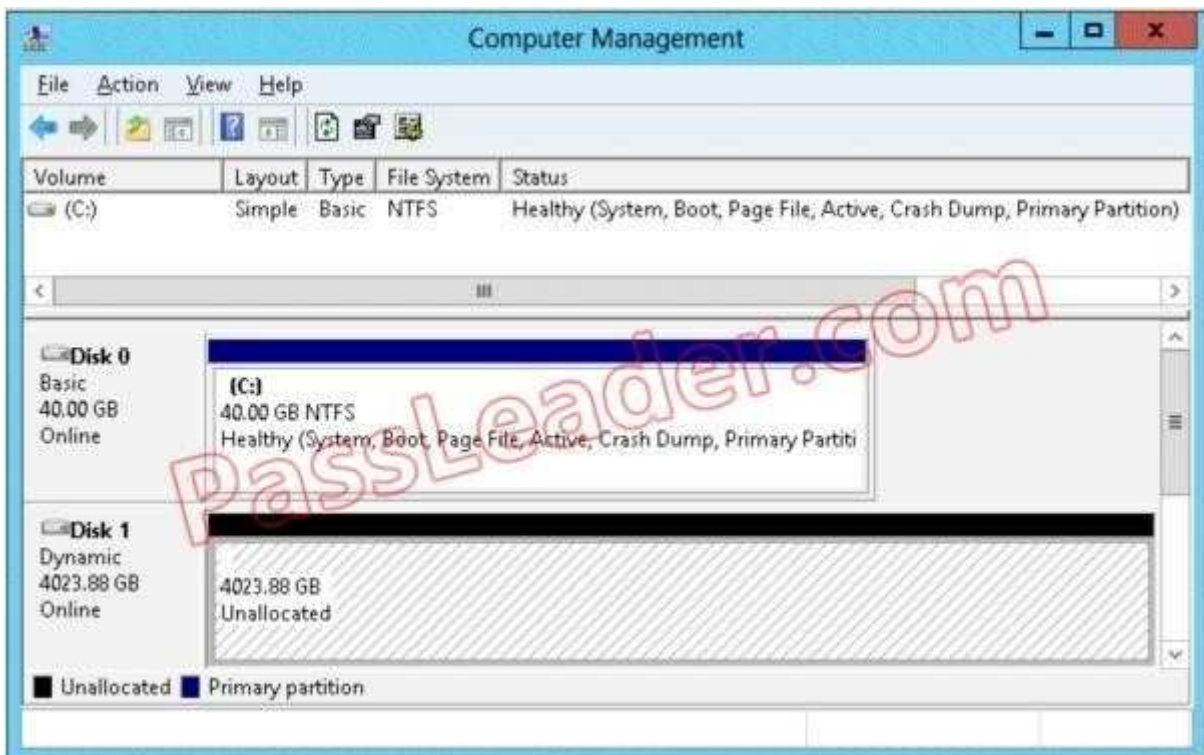 Computer Management
File Action View Help
Volume Layout Type File System Status
(C:) Simple Basic NTFS Healthy (System, Boot, Page File, Active, Crash Dump, Primary Partition)
Disk 0
Basic
40.00 GB
Online
(C:)
40.00 GB NTFS
Healthy (System, Boot, Page File, Active, Crash Dump, Primary Partiti
PassLeader.com
Disk 1
Dynamic
4023.88 GB
Online
4023.88 GB
Unallocated
Unallocated Primary partition